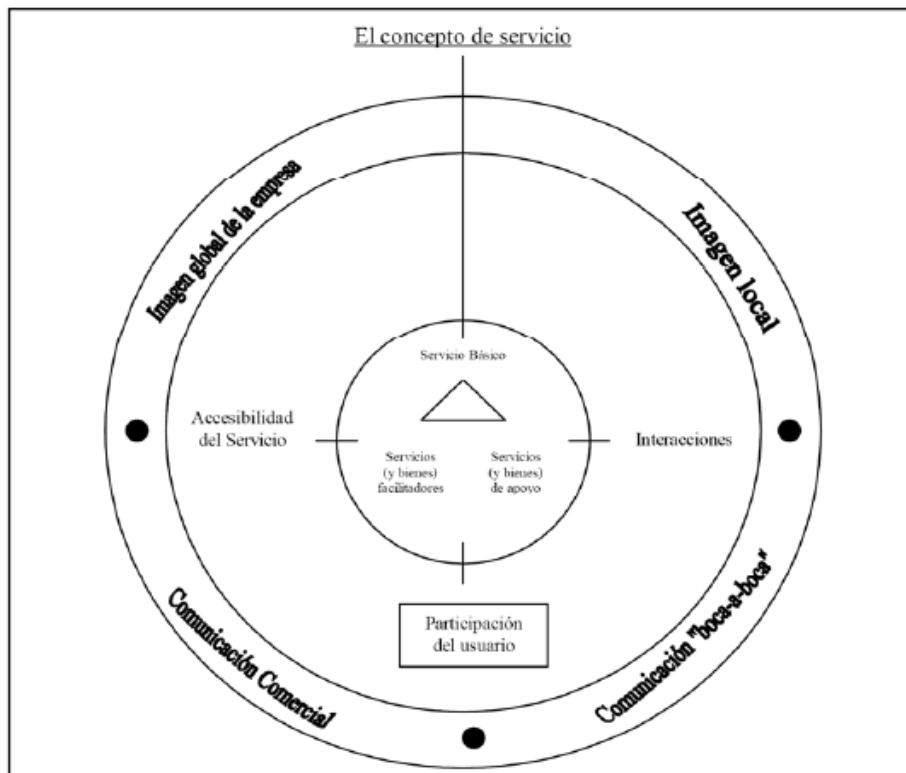 El concepto de servicio
Imagen global de la empresa
Imagen local
Servicio Básico
Accesibilidad
del Servicio
Interacciones
Servicios
(y bienes)
facilitadores
Servicios
(y bienes)
de apoyo
Participación
del usuario
Comunicación Comercial
Comunicación "boca-a-boca"